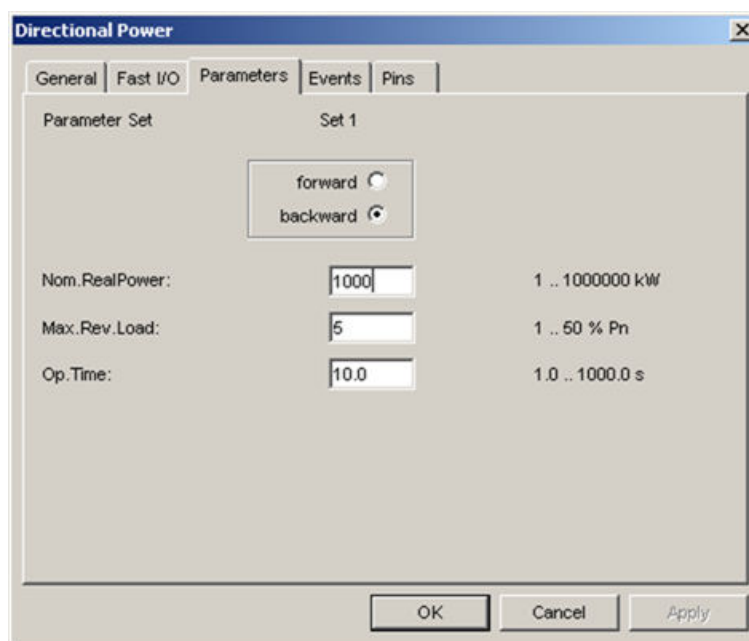 Directional Power
General Fast I/O Parameters Events Pins
Parameter Set Set 1
forward
backward
Nom.RealPower: 1000 1 .. 1000000 kW
Max.Rev.Load: 5 1 .. 50 % Pn
Op.Time: 10.0 1.0 .. 1000.0 s
OK Cancel Apply